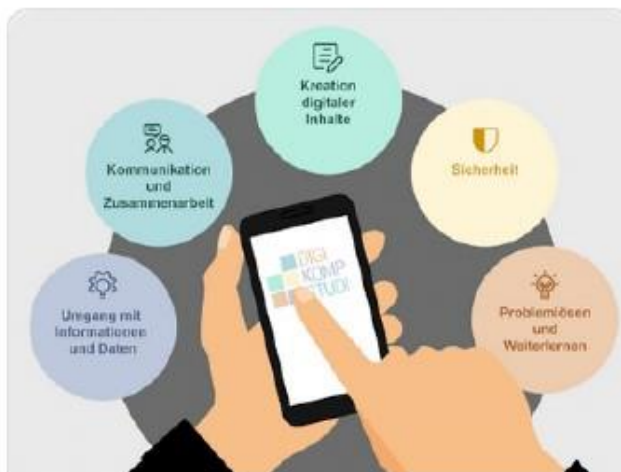 Kreation
digitaler
Inhalte
Kommunikation
und
Zusammenarbeit
Sicherheit
Umgang mit
Informationen
und Daten
Problemlösen
und
Weiterlernen
DIGI
KOMP
STUDI